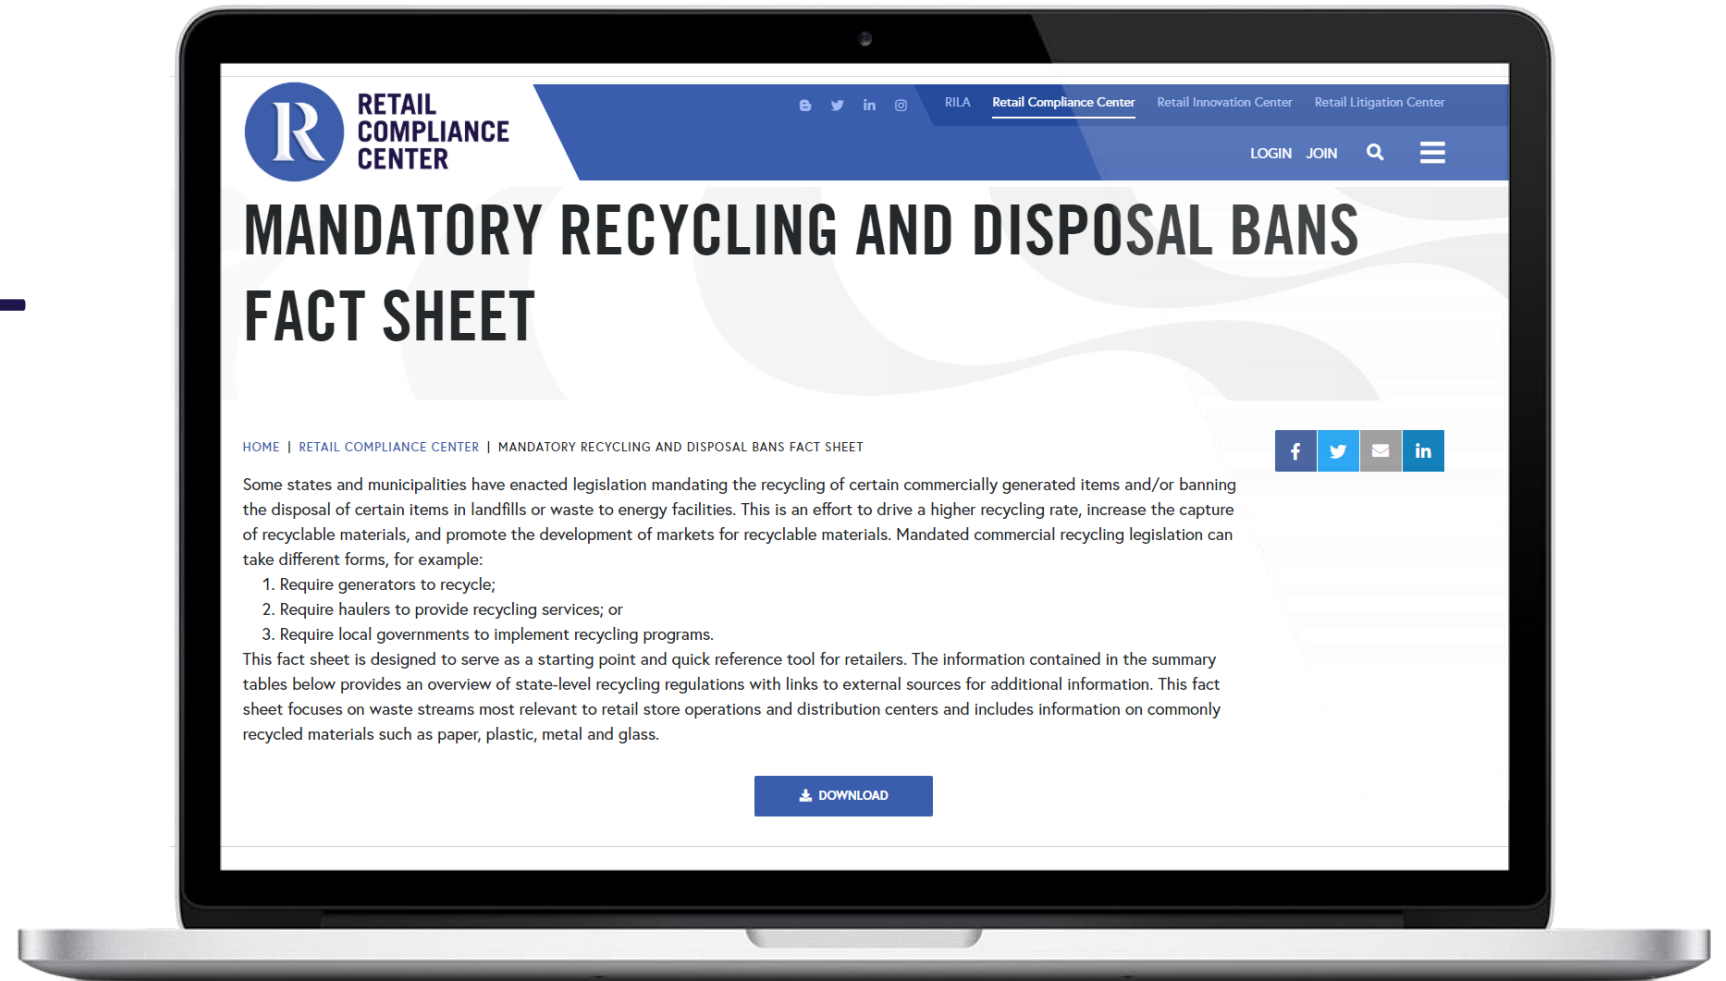 RETAIL
COMPLIANCE
CENTER
RILA Retail Compliance Center Retail Innovation Center Retail Litigation Center
LOGIN JOIN
MANDATORY RECYCLING AND DISPOSAL BANS
FACT SHEET
HOME | RETAIL COMPLIANCE CENTER | MANDATORY RECYCLING AND DISPOSAL BANS FACT SHEET
Some states and municipalities have enacted legislation mandating the recycling of certain commercially generated items and/or banning
the disposal of certain items in landfills or waste to energy facilities. This is an effort to drive a higher recycling rate, increase the capture
of recyclable materials, and promote the development of markets for recyclable materials. Mandated commercial recycling legislation can
take different forms, for example:
1. Require generators to recycle;
2. Require haulers to provide recycling services; or
3. Require local governments to implement recycling programs.
This fact sheet is designed to serve as a starting point and quick reference tool for retailers. The information contained in the summary
tables below provides an overview of state-level recycling regulations with links to external sources for additional information. This fact
sheet focuses on waste streams most relevant to retail store operations and distribution centers and includes information on commonly
recycled materials such as paper, plastic, metal and glass.
DOWNLOAD